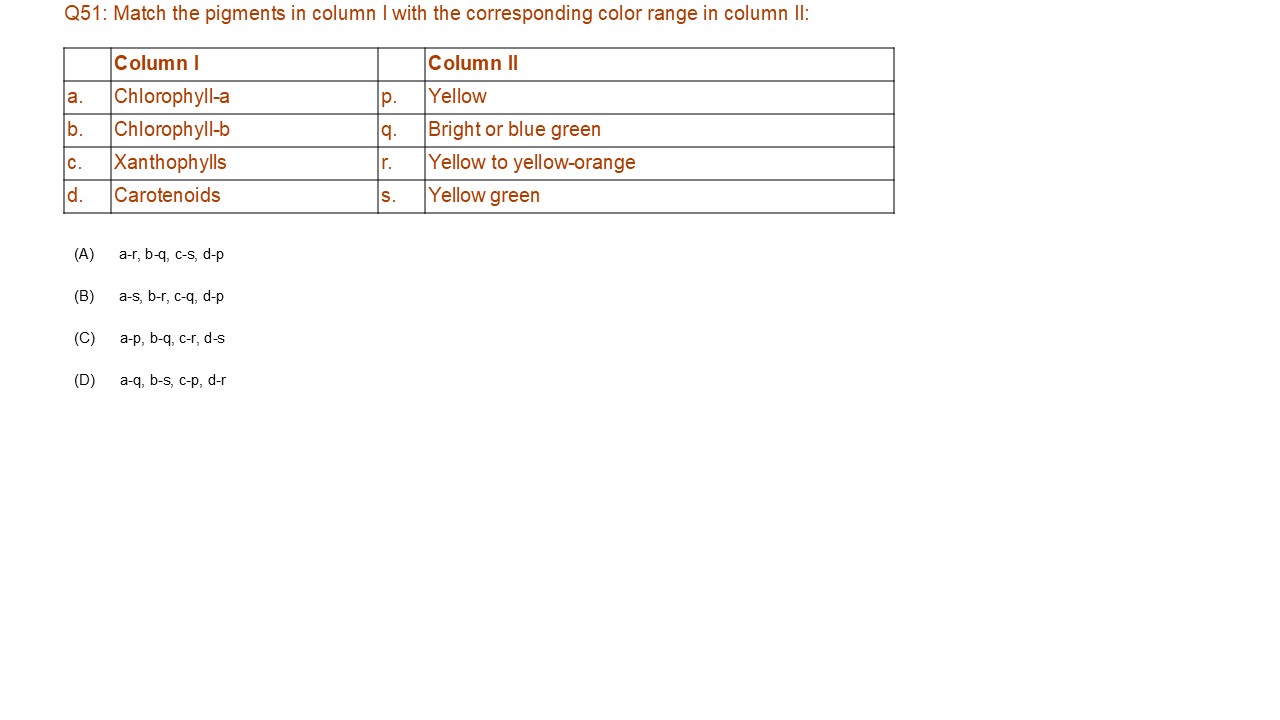 Q51: Match the pigments in column I with the corresponding color range in column II:
Column I Column II
a. Chlorophyll-a p. Yellow
b. Chlorophyll-b q. Bright or blue green
c. Xanthophylls r. Yellow to yellow-orange
d. Carotenoids s. Yellow green
(A) a-r, b-q, c-s, d-p
(B) a-s, b-r, c-q, d-p
(C) a-p, b-q, c-r, d-s
(D) a-q, b-s, c-p, d-r